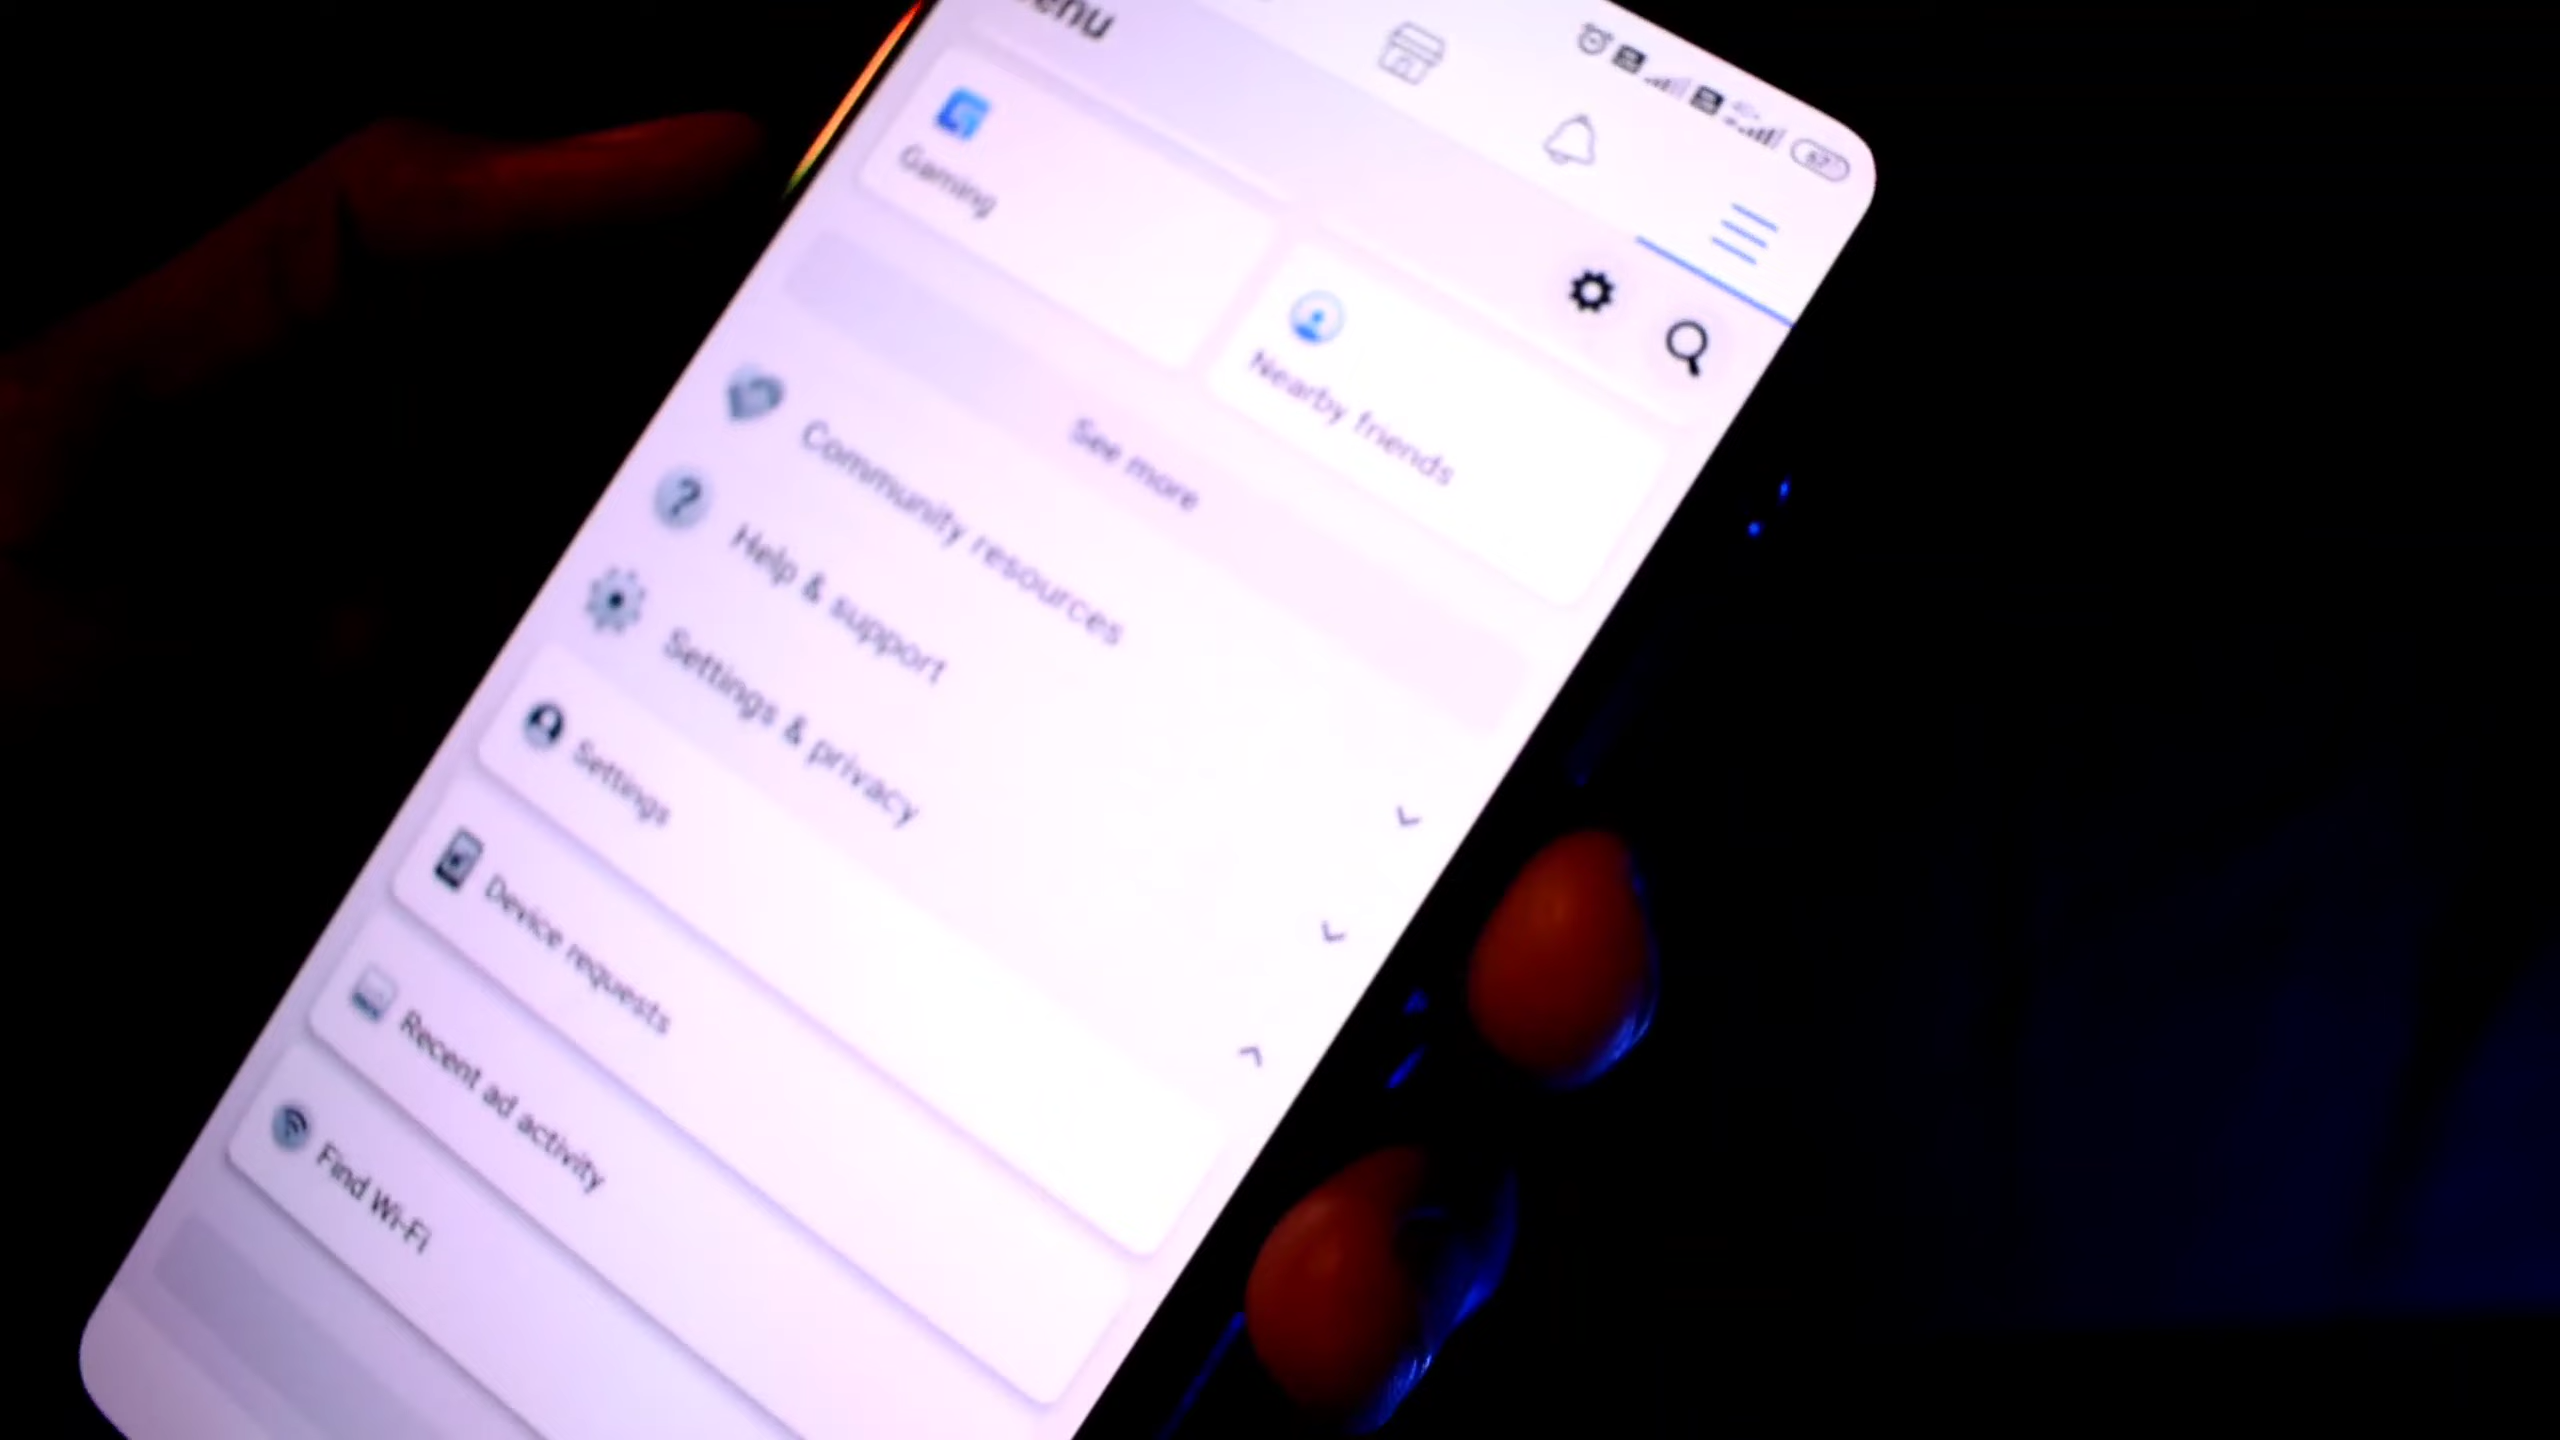 enu
Gaming
Nearby friends
See more
Community resources
Help & support
Settings & privacy
Settings
Device requests
Recent ad activity
Find Wi-Fi